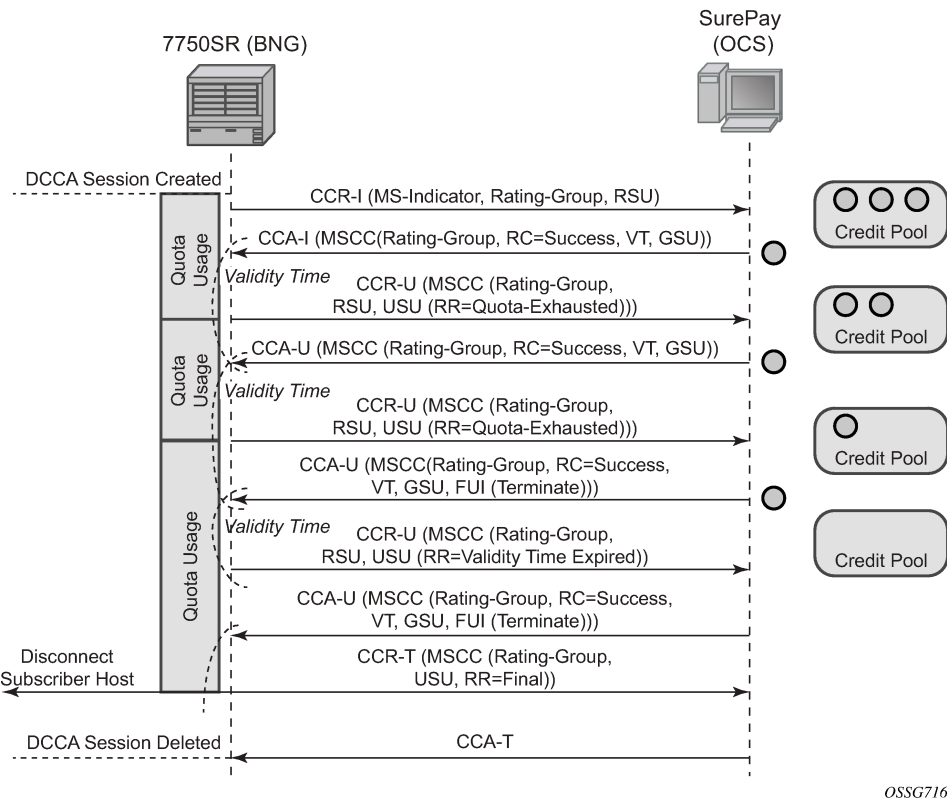 SurePay
(OCS)
7750SR (BNG)
DCCA Session Created
CCR-I (MS-Indicator, Rating-Group, RSU)
Credit Pool
CCA-I (MSCC(Rating-Group, RC=Success, VT, GSU))
Quota
Usage
Validity Time
CCR-U (MSCC (Rating-Group,
RSU, USU (RR=Quota-Exhausted)))
Credit Pool
CCA-U (MSCC (Rating-Group, RC=Success, VT, GSU))
Quota
Usage
Validity Time
CCR-U (MSCC (Rating-Group,
RSU, USU (RR=Quota-Exhausted)))
Credit Pool
CCA-U (MSCC(Rating-Group, RC=Success,
VT, GSU, FUI (Terminate)))
Quota Usage
Validity Time
CCR-U (MSCC (Rating-Group,
RSU, USU (RR=Validity Time Expired))
Credit Pool
CCA-U (MSCC (Rating-Group, RC=Success,
VT, GSU, FUI (Terminate)))
Disconnect
Subscriber Host
CCR-T (MSCC (Rating-Group,
USU, RR=Final))
DCCA Session Deleted
CCA-T
OSSG716